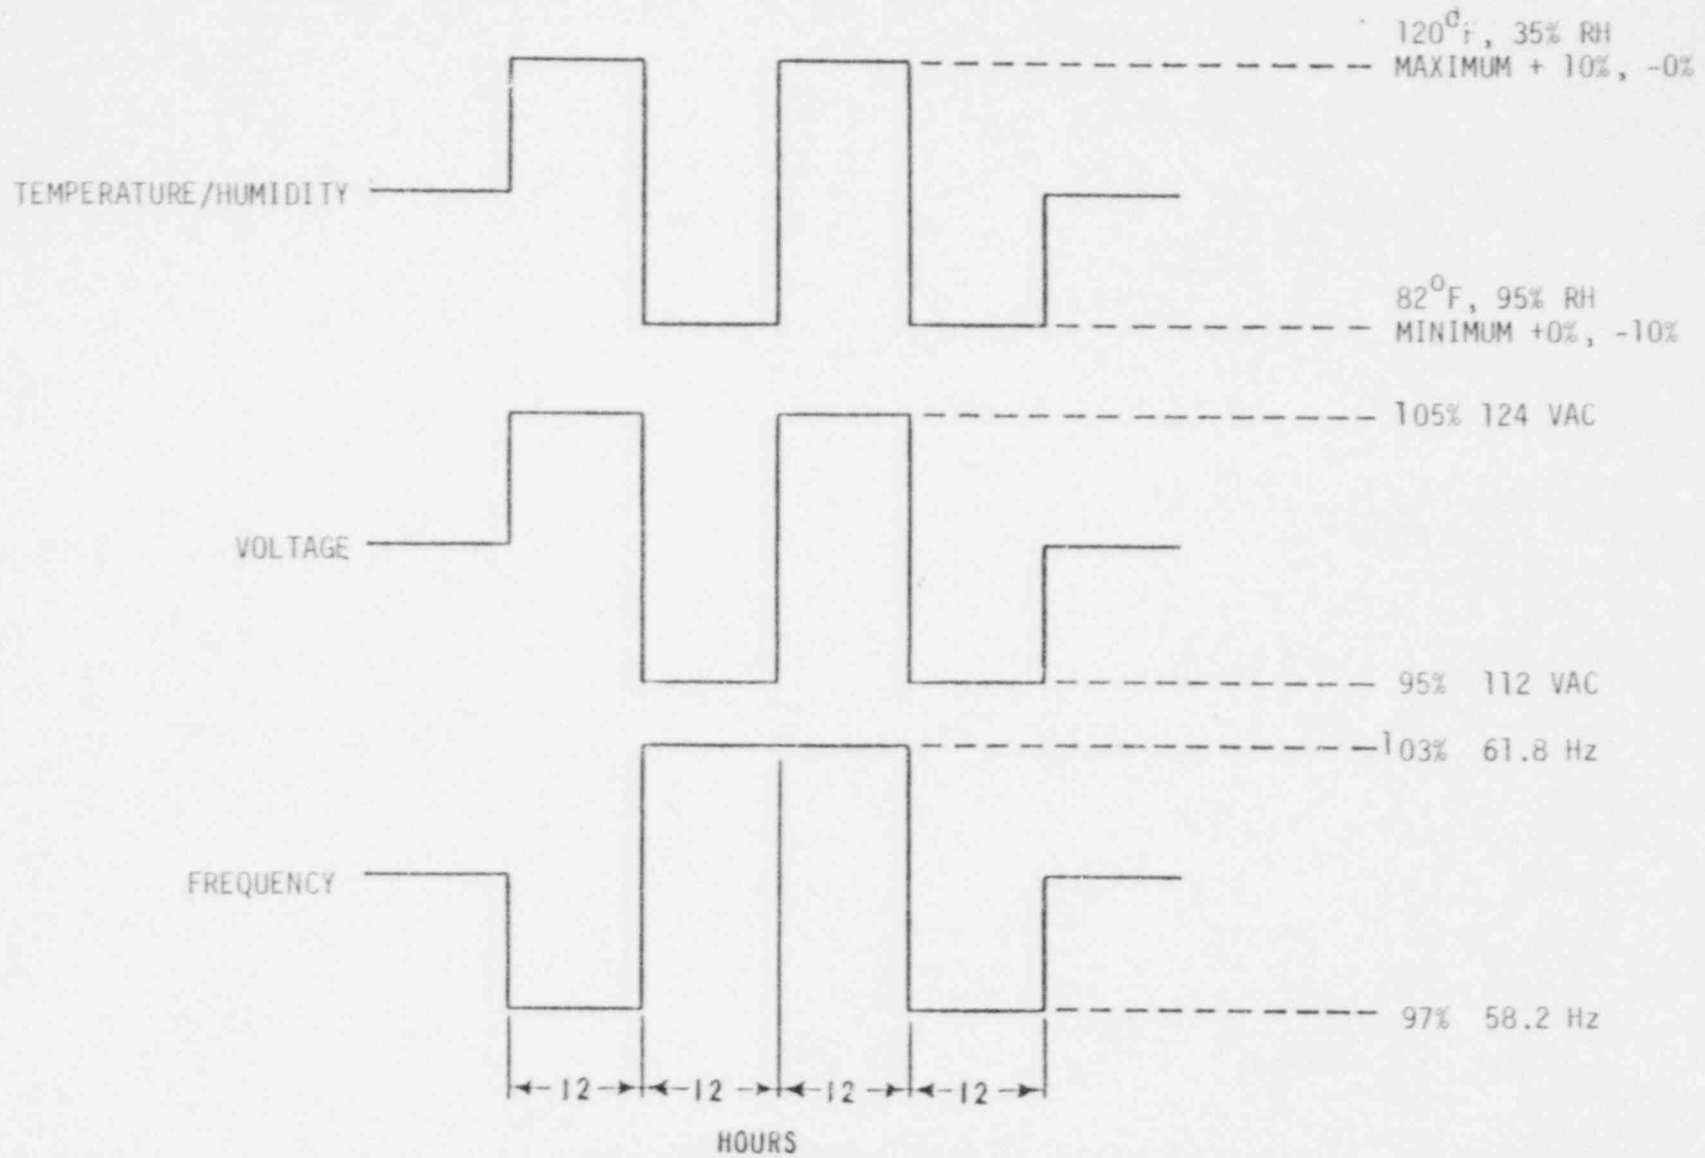 120°F, 35% RH
MAXIMUM + 10%, -0%
TEMPERATURE/HUMIDITY
82°F, 95% RH
MINIMUM +0%, -10%
105% 124 VAC
VOLTAGE
95% 112 VAC
103% 61.8 Hz
FREQUENCY
97% 58.2 Hz
12 12 12 12
HOURS